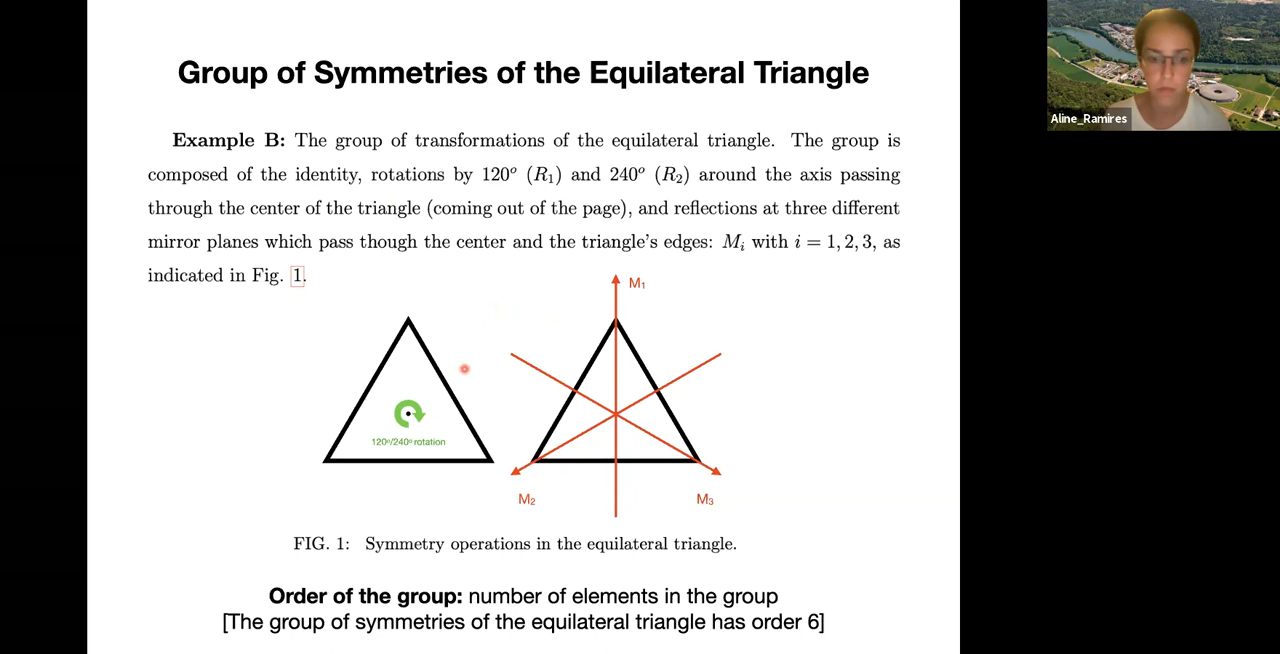 Group of Symmetries of the Equilateral Triangle
Aline_Ramires
Example B: The group of transformations of the equilateral triangle. The group is
composed of the identity, rotations by 120° (R₁) and 240° (R₂) around the axis passing
through the center of the triangle (coming out of the page), and reflections at three different
mirror planes which pass though the center and the triangle's edges: Mᵢ with i = 1, 2, 3, as
indicated in Fig. 1.
M₁
120º/240º rotation
M₂
M₃
FIG. 1: Symmetry operations in the equilateral triangle.
Order of the group: number of elements in the group
[The group of symmetries of the equilateral triangle has order 6]